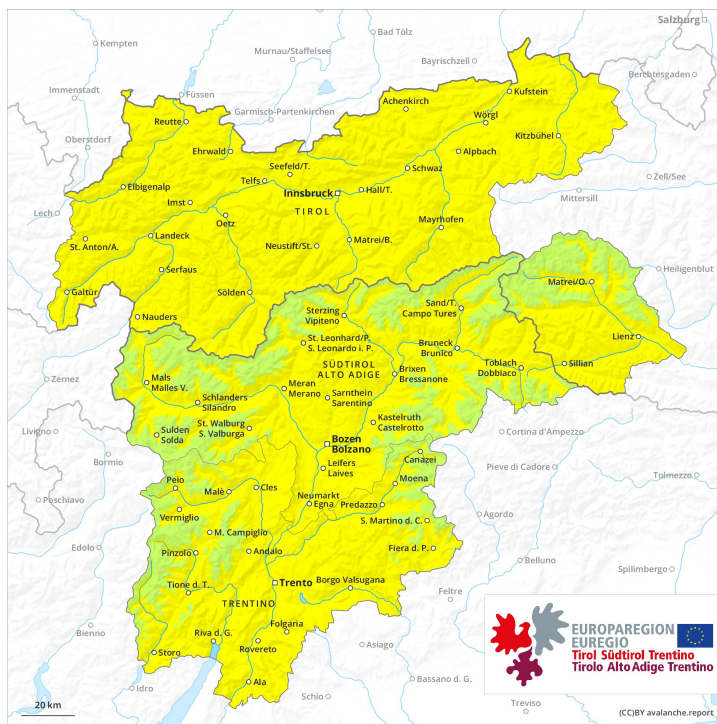 Salzburg
Kempten
Bad Tölz
Murnau/Staffelsee
Bayrischzell
Berchtesgaden
Immenstadt
Füssen
Garmisch-Partenkirchen
Achenkirch
Kufstein
Reutte
Wörgl
Oberstdorf
Ehrwald
Kitzbühel
Alpbach
Seefeld/T.
Schwaz
Telfs
Zell/See
Elbigenalp
Innsbruck
Hall/T.
Mittersill
Lech
Imst
TIROL
Oetz
Mayrhofen
St. Anton/A.
Landeck
Neustift/St.
Matrei/B.
Heiligenblut
Serfaus
Matrei/O.
Galtür
Sölden
Nauders
Sterzing
Vipiteno
Sand/T.
Campo Tures
Lienz
St. Leonhard/P.
S. Leonardo i. P.
Bruneck
Brunico
Toblach
Dobbiaco
Sillian
SÜDTIROL
ALTO ADIGE
Brixen
Bressanone
Zernez
Mals
Malles V.
Meran
Merano
Schlanders
Silandro
Sarnthein
Sarentino
St. Walburg
S. Valburga
Kastelruth
Castelrotto
Livigno
Sulden
Solda
Bozen
Bolzano
Cortina d'Ampezzo
Bormio
Canazei
Leifers
Laives
Pieve di Cadore
Tolmezzo
Peio
Moena
Poschiavo
Malè
Cles
Neumarkt
Egna
Predazzo
Vermiglio
Agordo
S. Martino d. C.
M. Campiglio
Edolo
Pinzolo
Andalo
Fiera d. P.
Belluno
Spilimbergo
Tione d. T.
Trento
Borgo Valsugana
Feltre
TRENTINO
Folgaria
Bienno
Riva d. G.
Rovereto
Asiago
Storo
Bassano d. G.
Idro
Ala
Schio
Treviso
EUROPAREGION
EUREGIO
Tirol Südtirol Trentino
Tirolo Alto Adige Trentino
20 km
(CC)BY avalanche.report